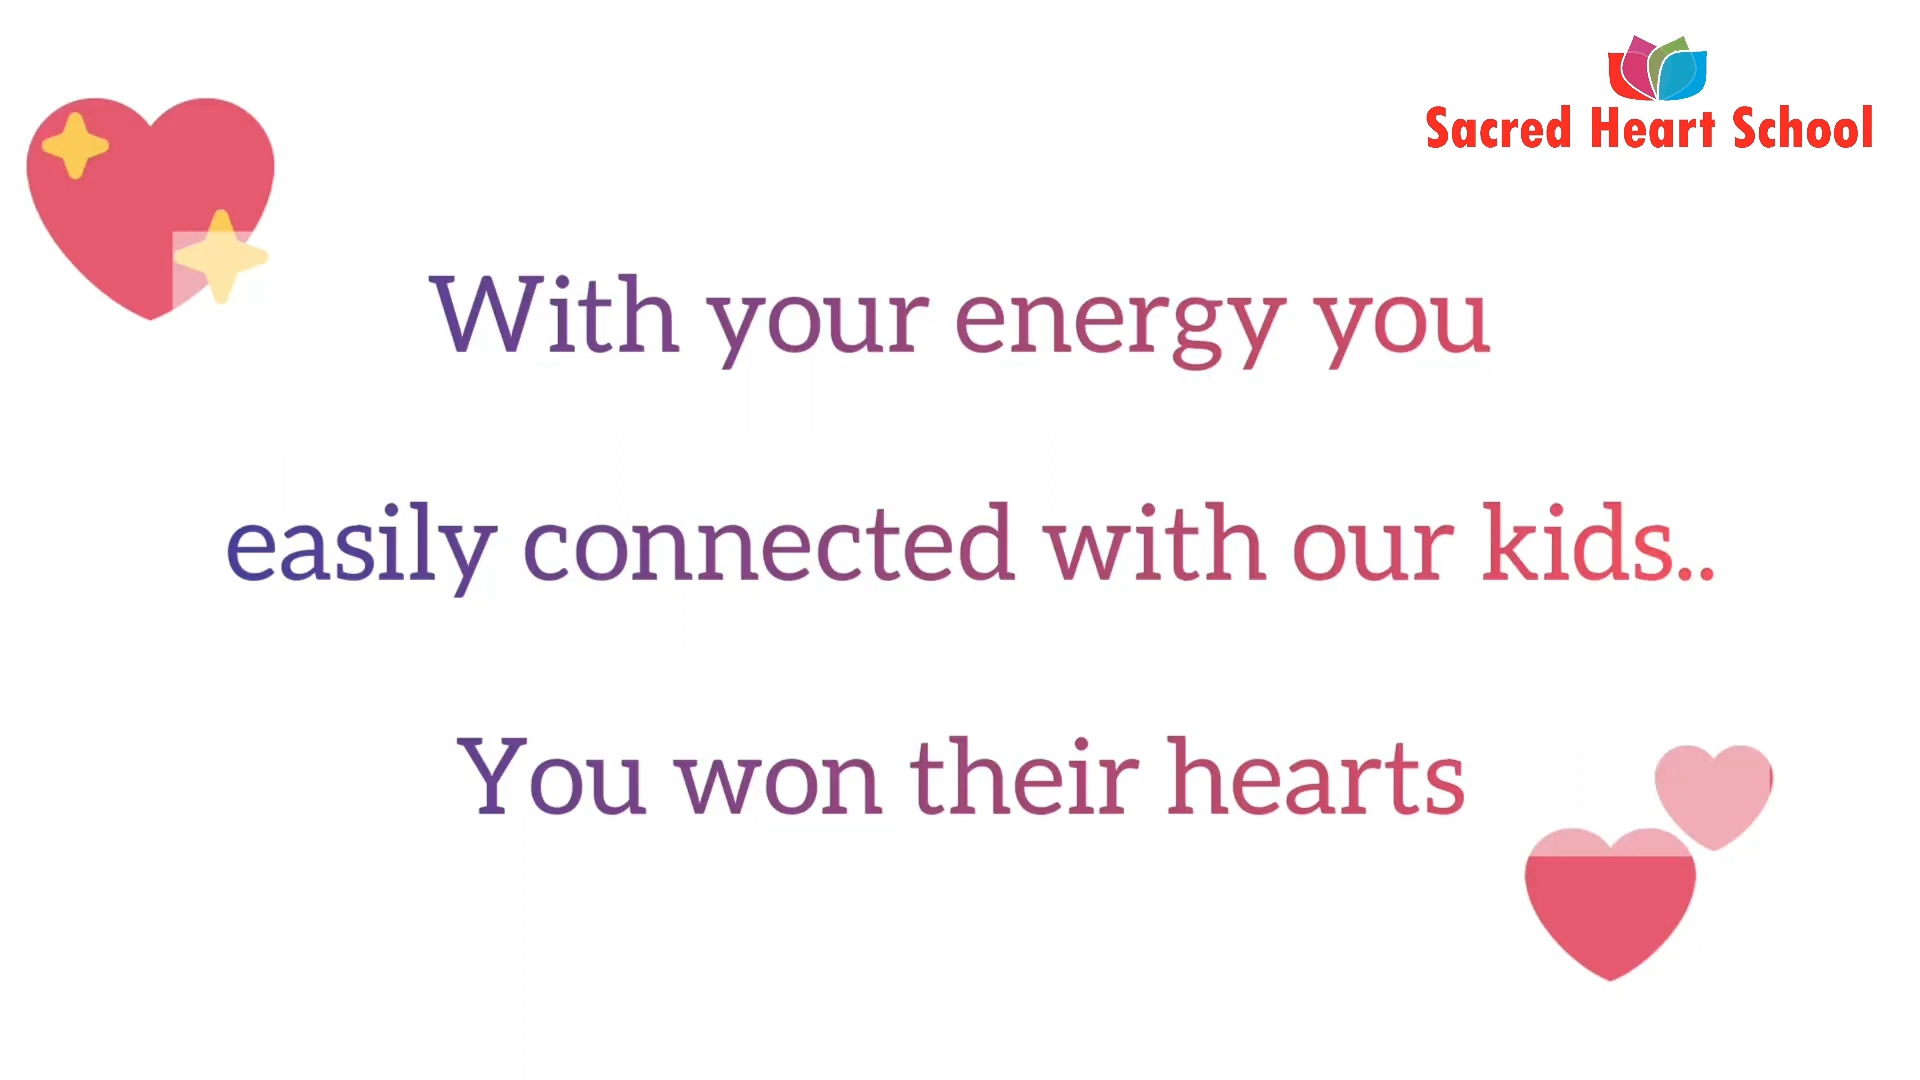 Sacred Heart School
With your energy you
easily connected with our kids..
You won their hearts